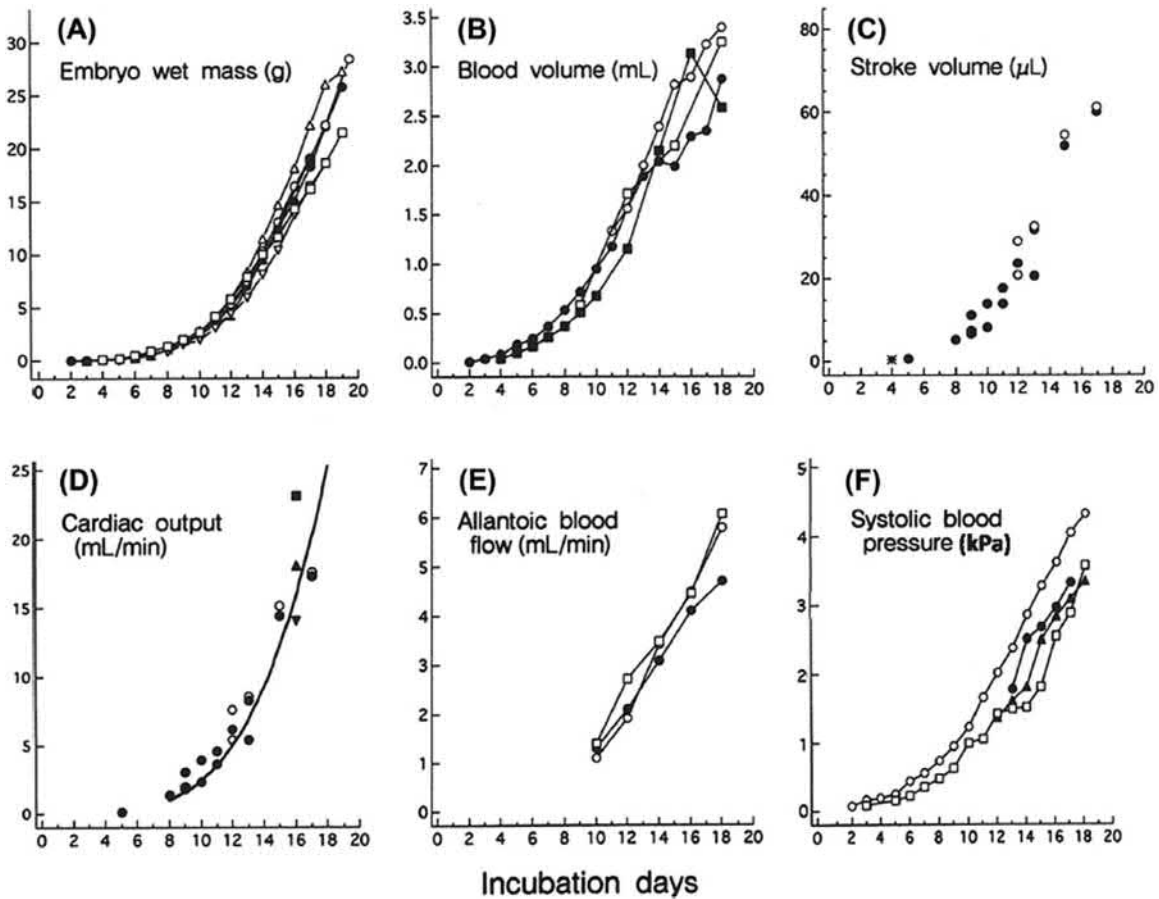 (A)
Embryo wet mass (g)
30
25
20
15
10
5
0
0 2 4 6 8 10 12 14 16 18 20
(B)
Blood volume (mL)
3.5
3.0
2.5
2.0
1.5
1.0
0.5
0.0
0 2 4 6 8 10 12 14 16 18 20
(C)
Stroke volume (µL)
80
60
40
20
0
0 2 4 6 8 10 12 14 16 18 20
(D)
Cardiac output
(mL/min)
25
20
15
10
5
0
0 2 4 6 8 10 12 14 16 18 20
(E)
Allantoic blood
flow (mL/min)
7
6
5
4
3
2
1
0
0 2 4 6 8 10 12 14 16 18 20
(F)
Systolic blood
pressure (kPa)
5
4
3
2
1
0
0 2 4 6 8 10 12 14 16 18 20
Incubation days